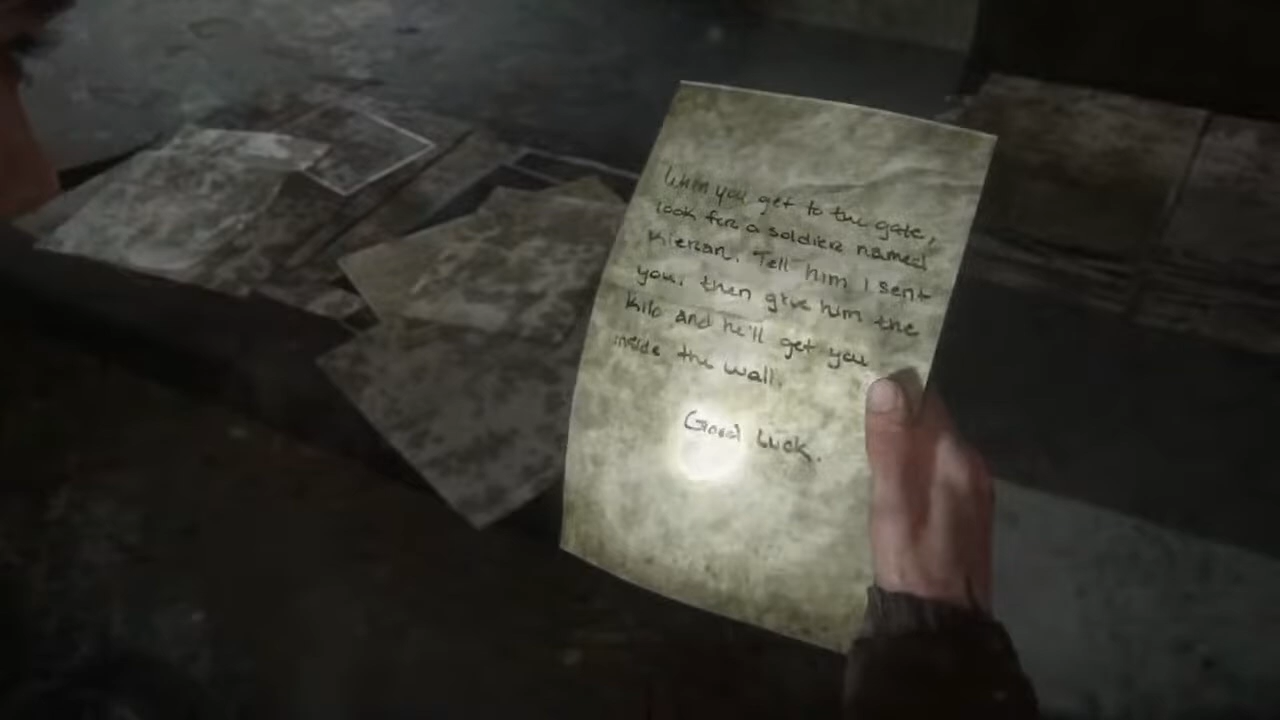 When you get to the gate,
look for a soldier named
Kieran. Tell him I sent
you, then give him the
kilo and he'll get you
inside the wall.
Good Luck.